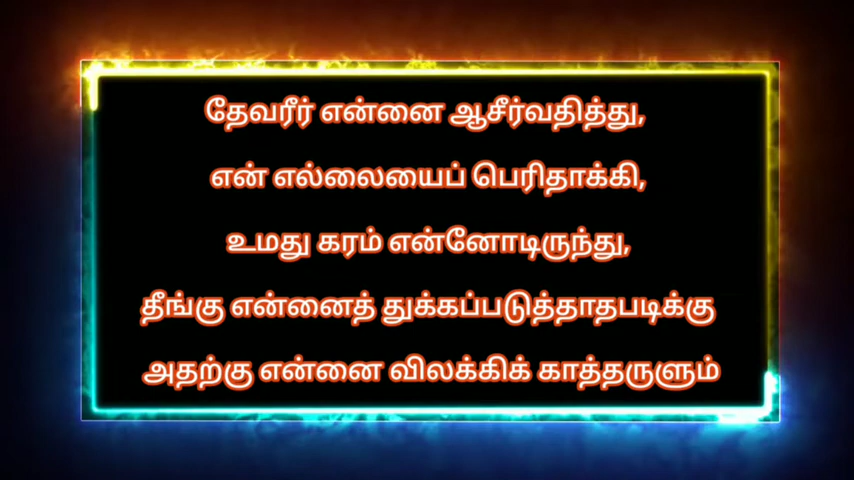 தேவரீர் என்னை ஆசீர்வதித்து,
என் எல்லையைப் பெரிதாக்கி,
உமது கரம் என்னோடிருந்து,
தீங்கு என்னைத் துக்கப்படுத்தாதபடிக்கு
அதற்கு என்னை விலக்கிக் காத்தருளும்